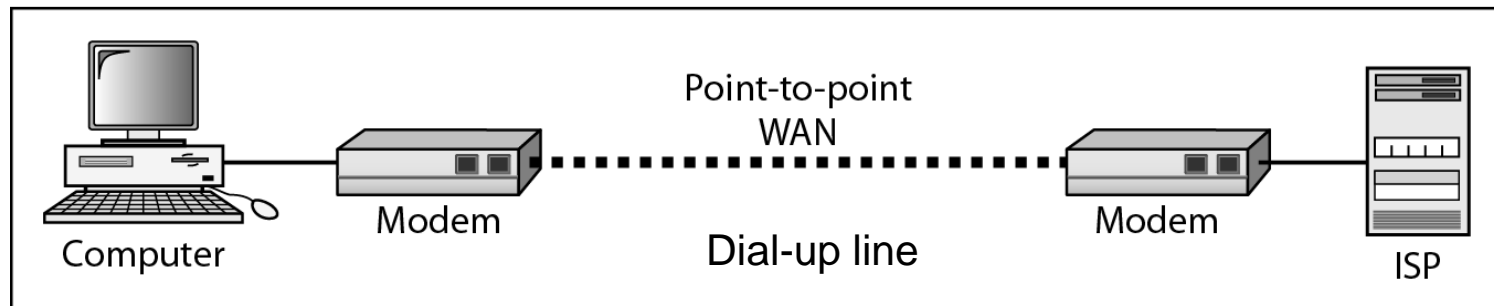 Point-to-point
WAN
Modem
Modem
Computer
Dial-up line
ISP